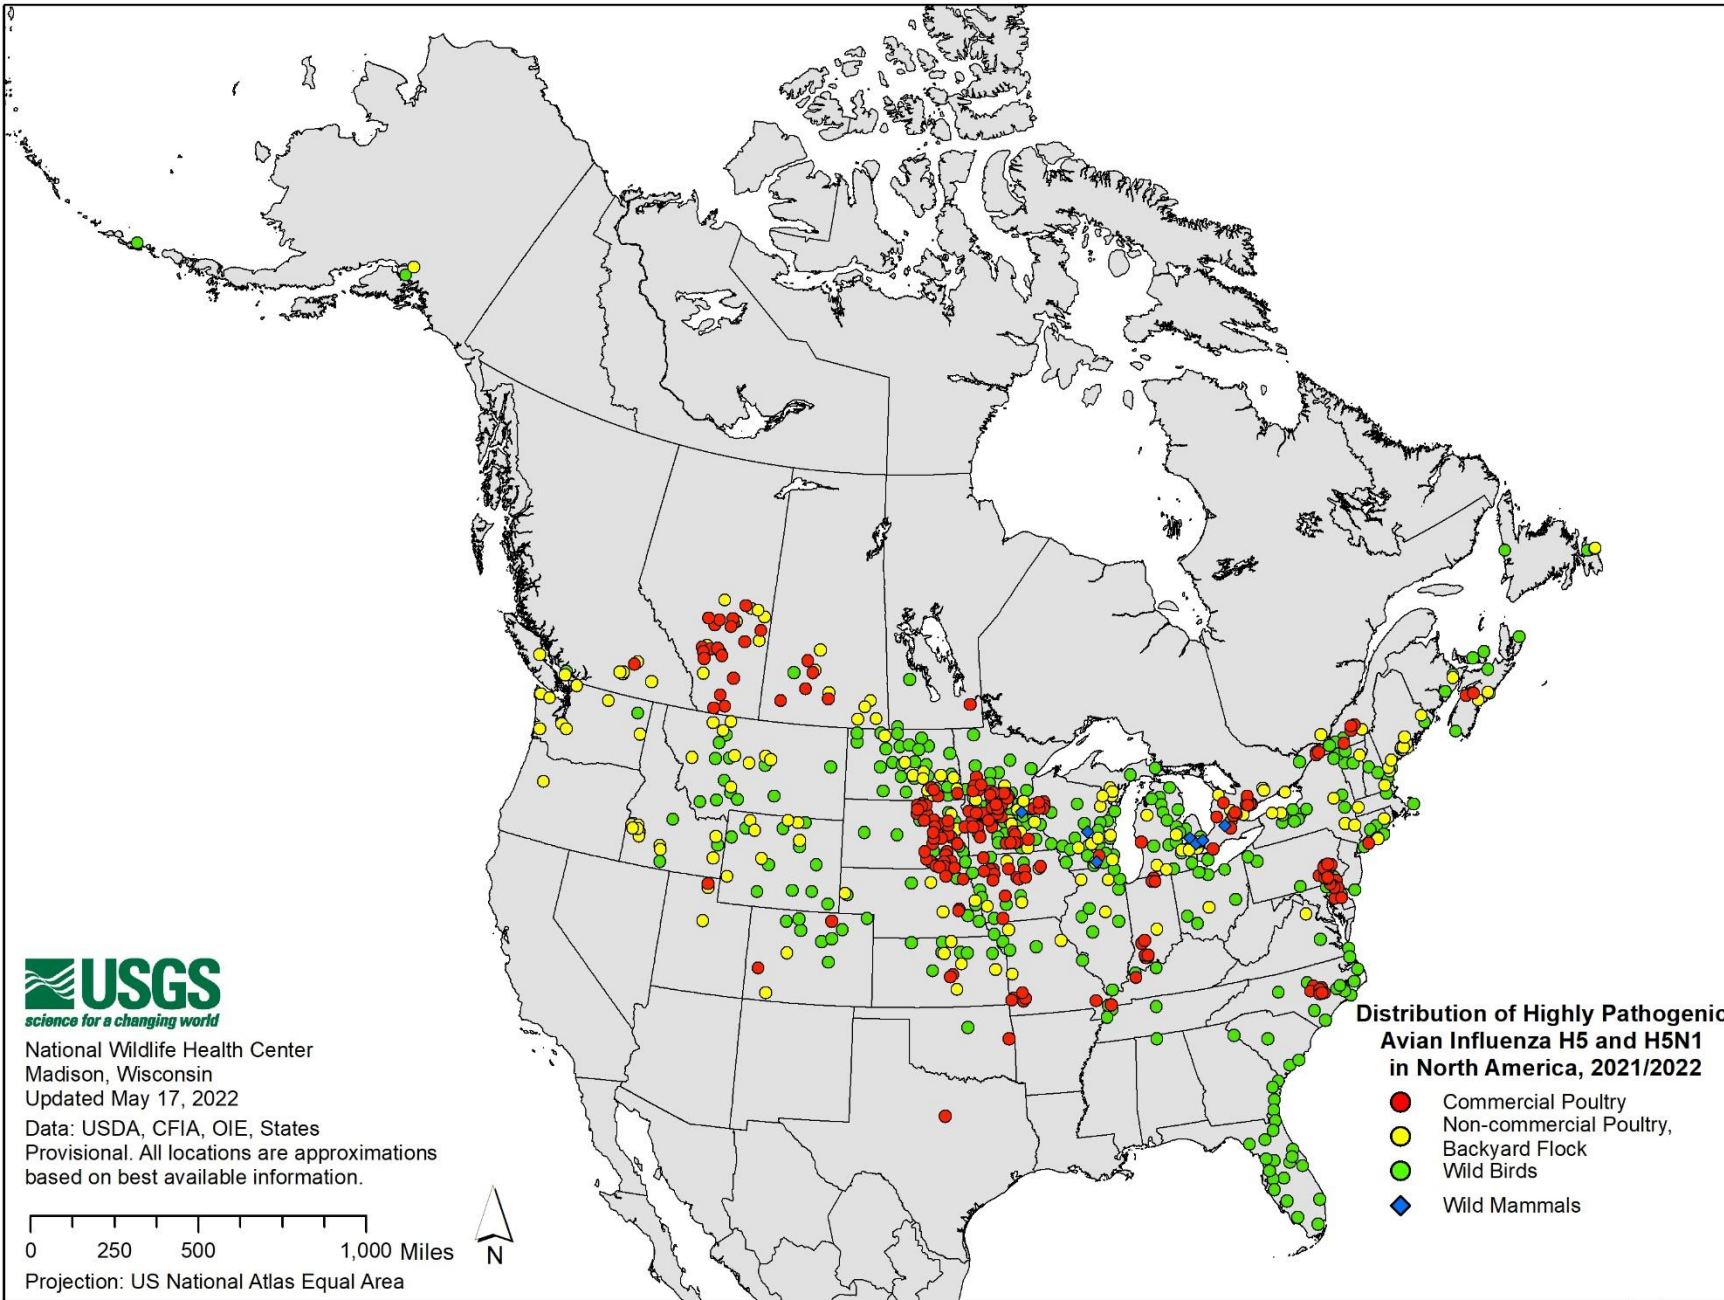 USGS
science for a changing world
National Wildlife Health Center
Madison, Wisconsin
Updated May 17, 2022
Data: USDA, CFIA, OIE, States
Provisional. All locations are approximations
based on best available information.
0 250 500 1,000 Miles
Projection: US National Atlas Equal Area
N
Distribution of Highly Pathogenic
Avian Influenza H5 and H5N1
in North America, 2021/2022
Commercial Poultry
Non-commercial Poultry,
Backyard Flock
Wild Birds
Wild Mammals